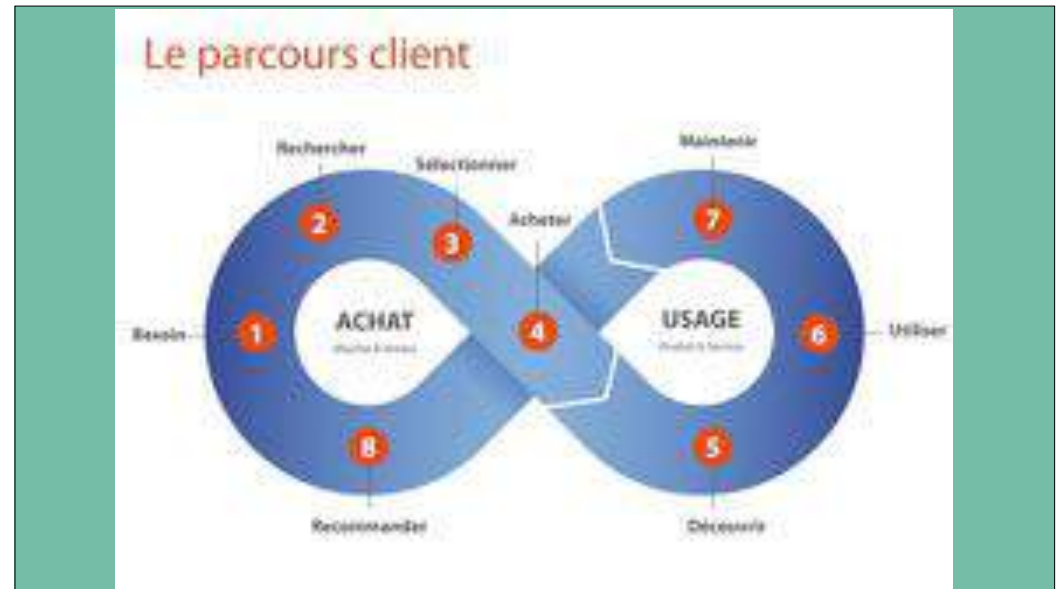 Le parcours client
Rechercher
Sélectionner
Acheter
Maintenir
2
3
7
Besoin
1
ACHAT
4
USAGE
6
Utiliser
8
5
Recommander
Découvrir